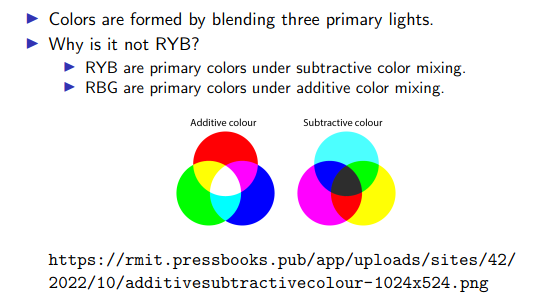 Colors are formed by blending three primary lights.
Why is it not RYB?
RYB are primary colors under subtractive color mixing.
RBG are primary colors under additive color mixing.
Additive colour
Subtractive colour
https://rmit.pressbooks.pub/app/uploads/sites/42/
2022/10/additivesubtractivecolour-1024x524.png